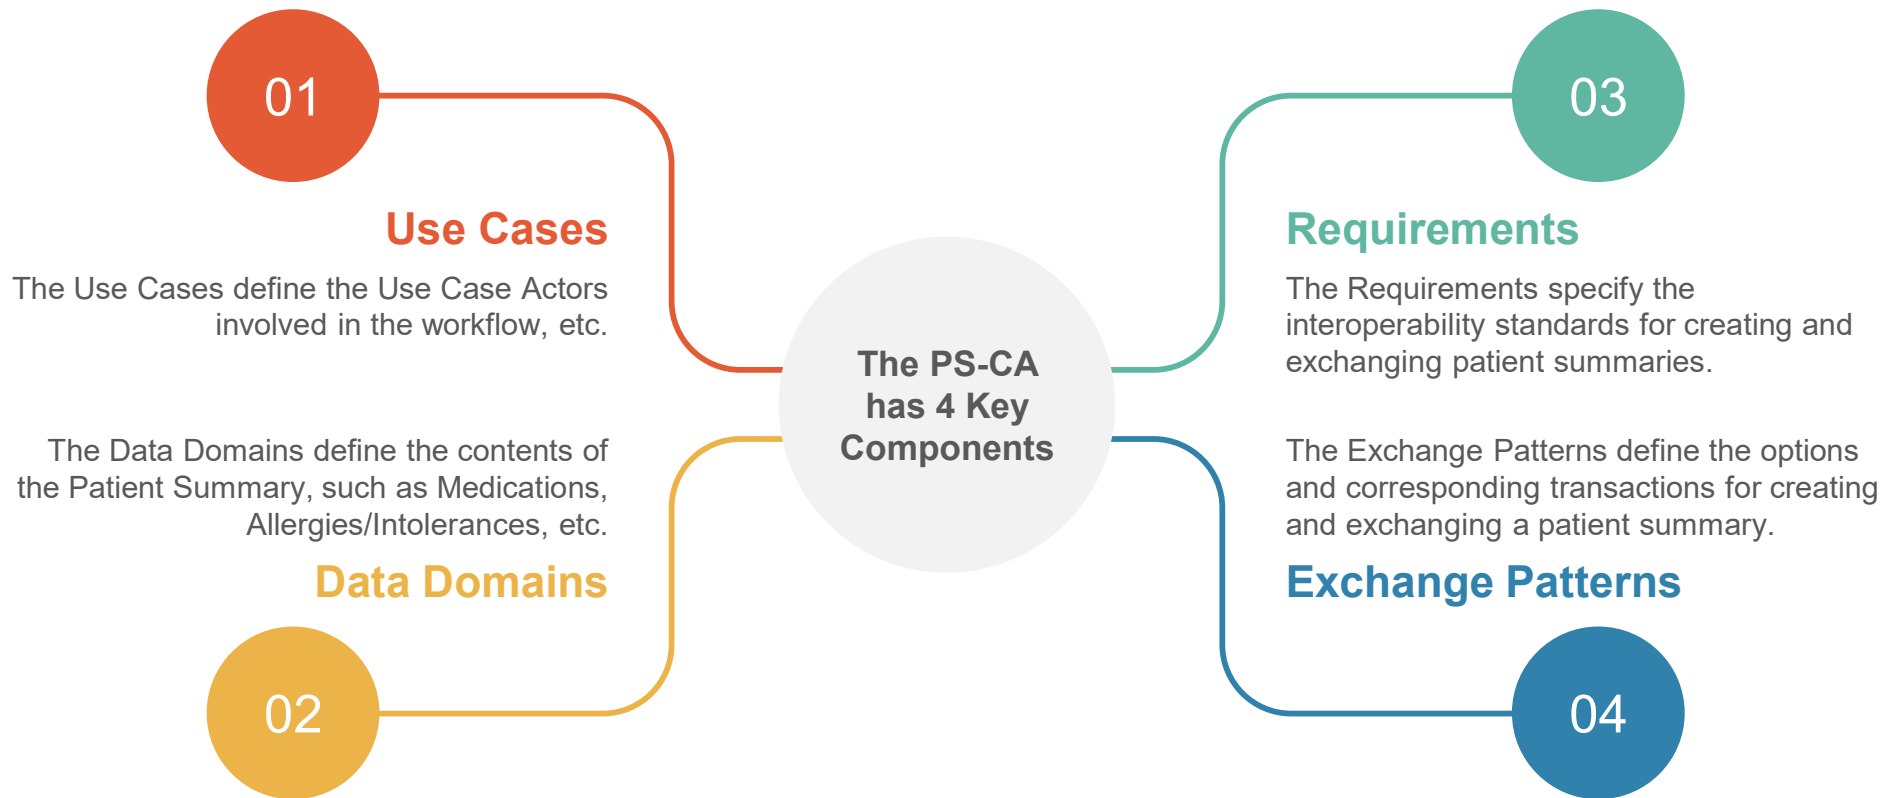 01
Use Cases
The Use Cases define the Use Case Actors
involved in the workflow, etc.
The Data Domains define the contents of
the Patient Summary, such as Medications,
Allergies/Intolerances, etc.
Data Domains
02
The PS-CA
has 4 Key
Components
03
Requirements
The Requirements specify the
interoperability standards for creating and
exchanging patient summaries.
The Exchange Patterns define the options
and corresponding transactions for creating
and exchanging a patient summary.
Exchange Patterns
04